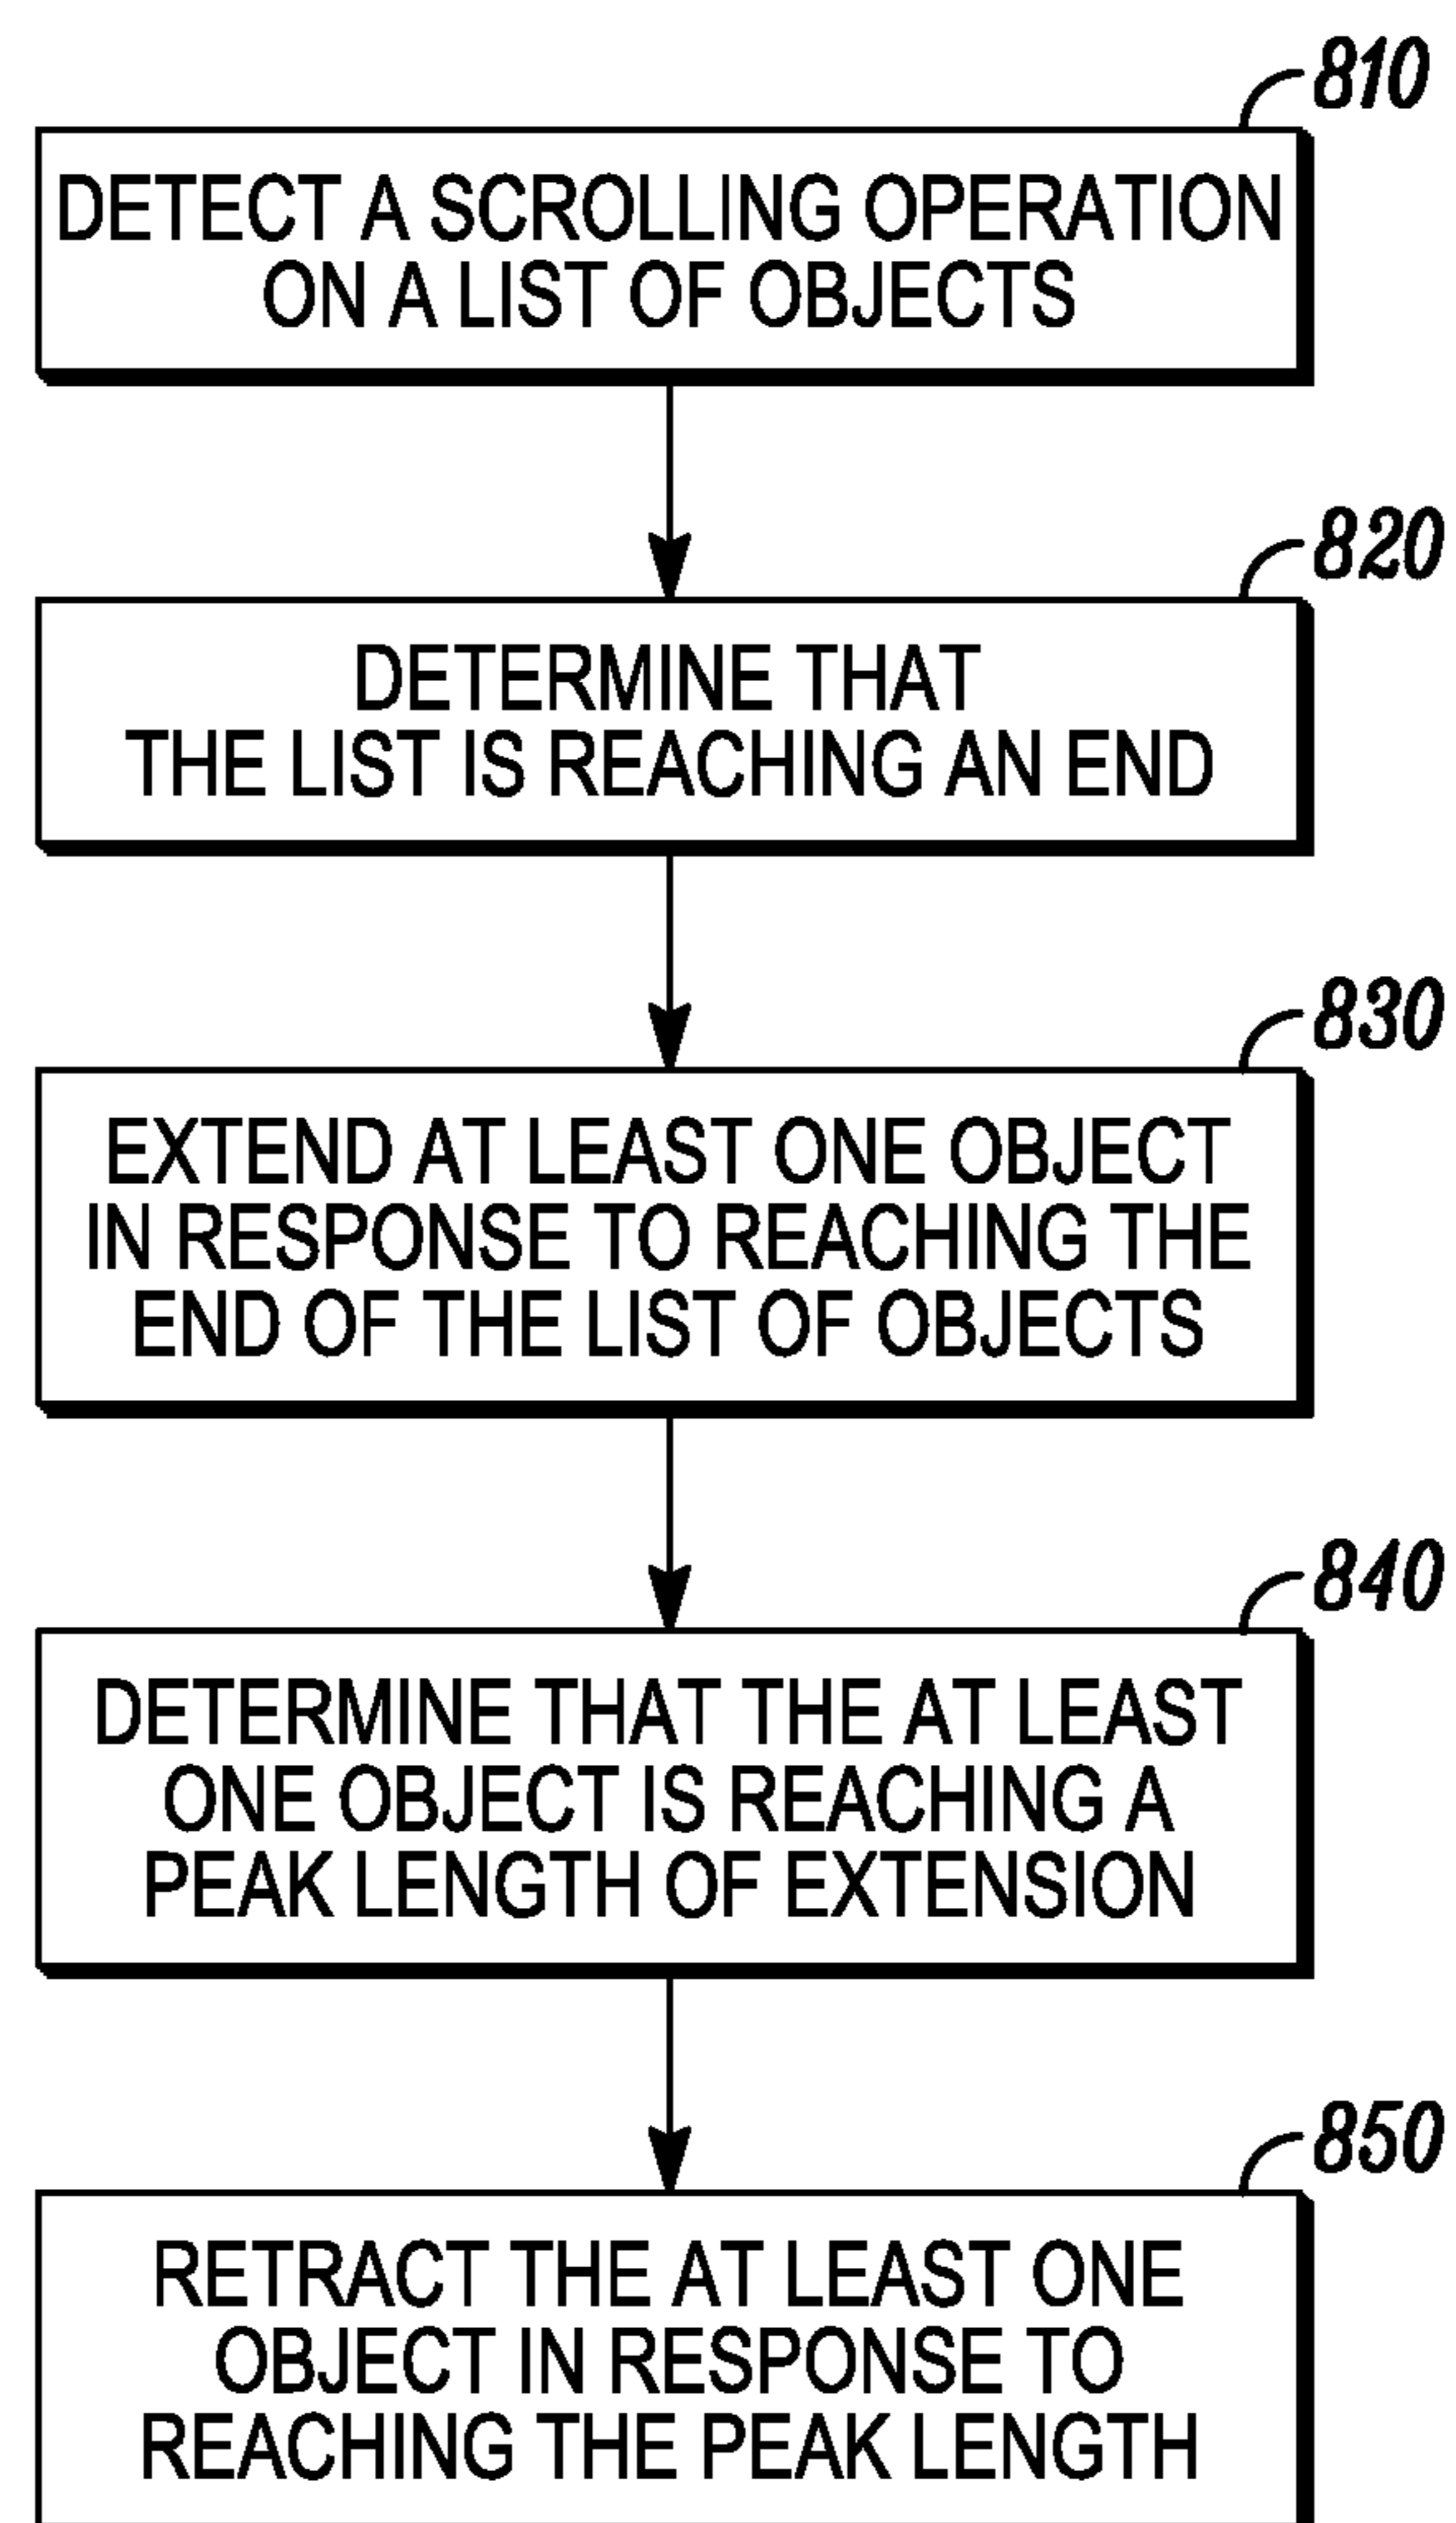 810
DETECT A SCROLLING OPERATION
ON A LIST OF OBJECTS
820
DETERMINE THAT
THE LIST IS REACHING AN END
830
EXTEND AT LEAST ONE OBJECT
IN RESPONSE TO REACHING THE
END OF THE LIST OF OBJECTS
840
DETERMINE THAT THE AT LEAST
ONE OBJECT IS REACHING A
PEAK LENGTH OF EXTENSION
850
RETRACT THE AT LEAST ONE
OBJECT IN RESPONSE TO
REACHING THE PEAK LENGTH